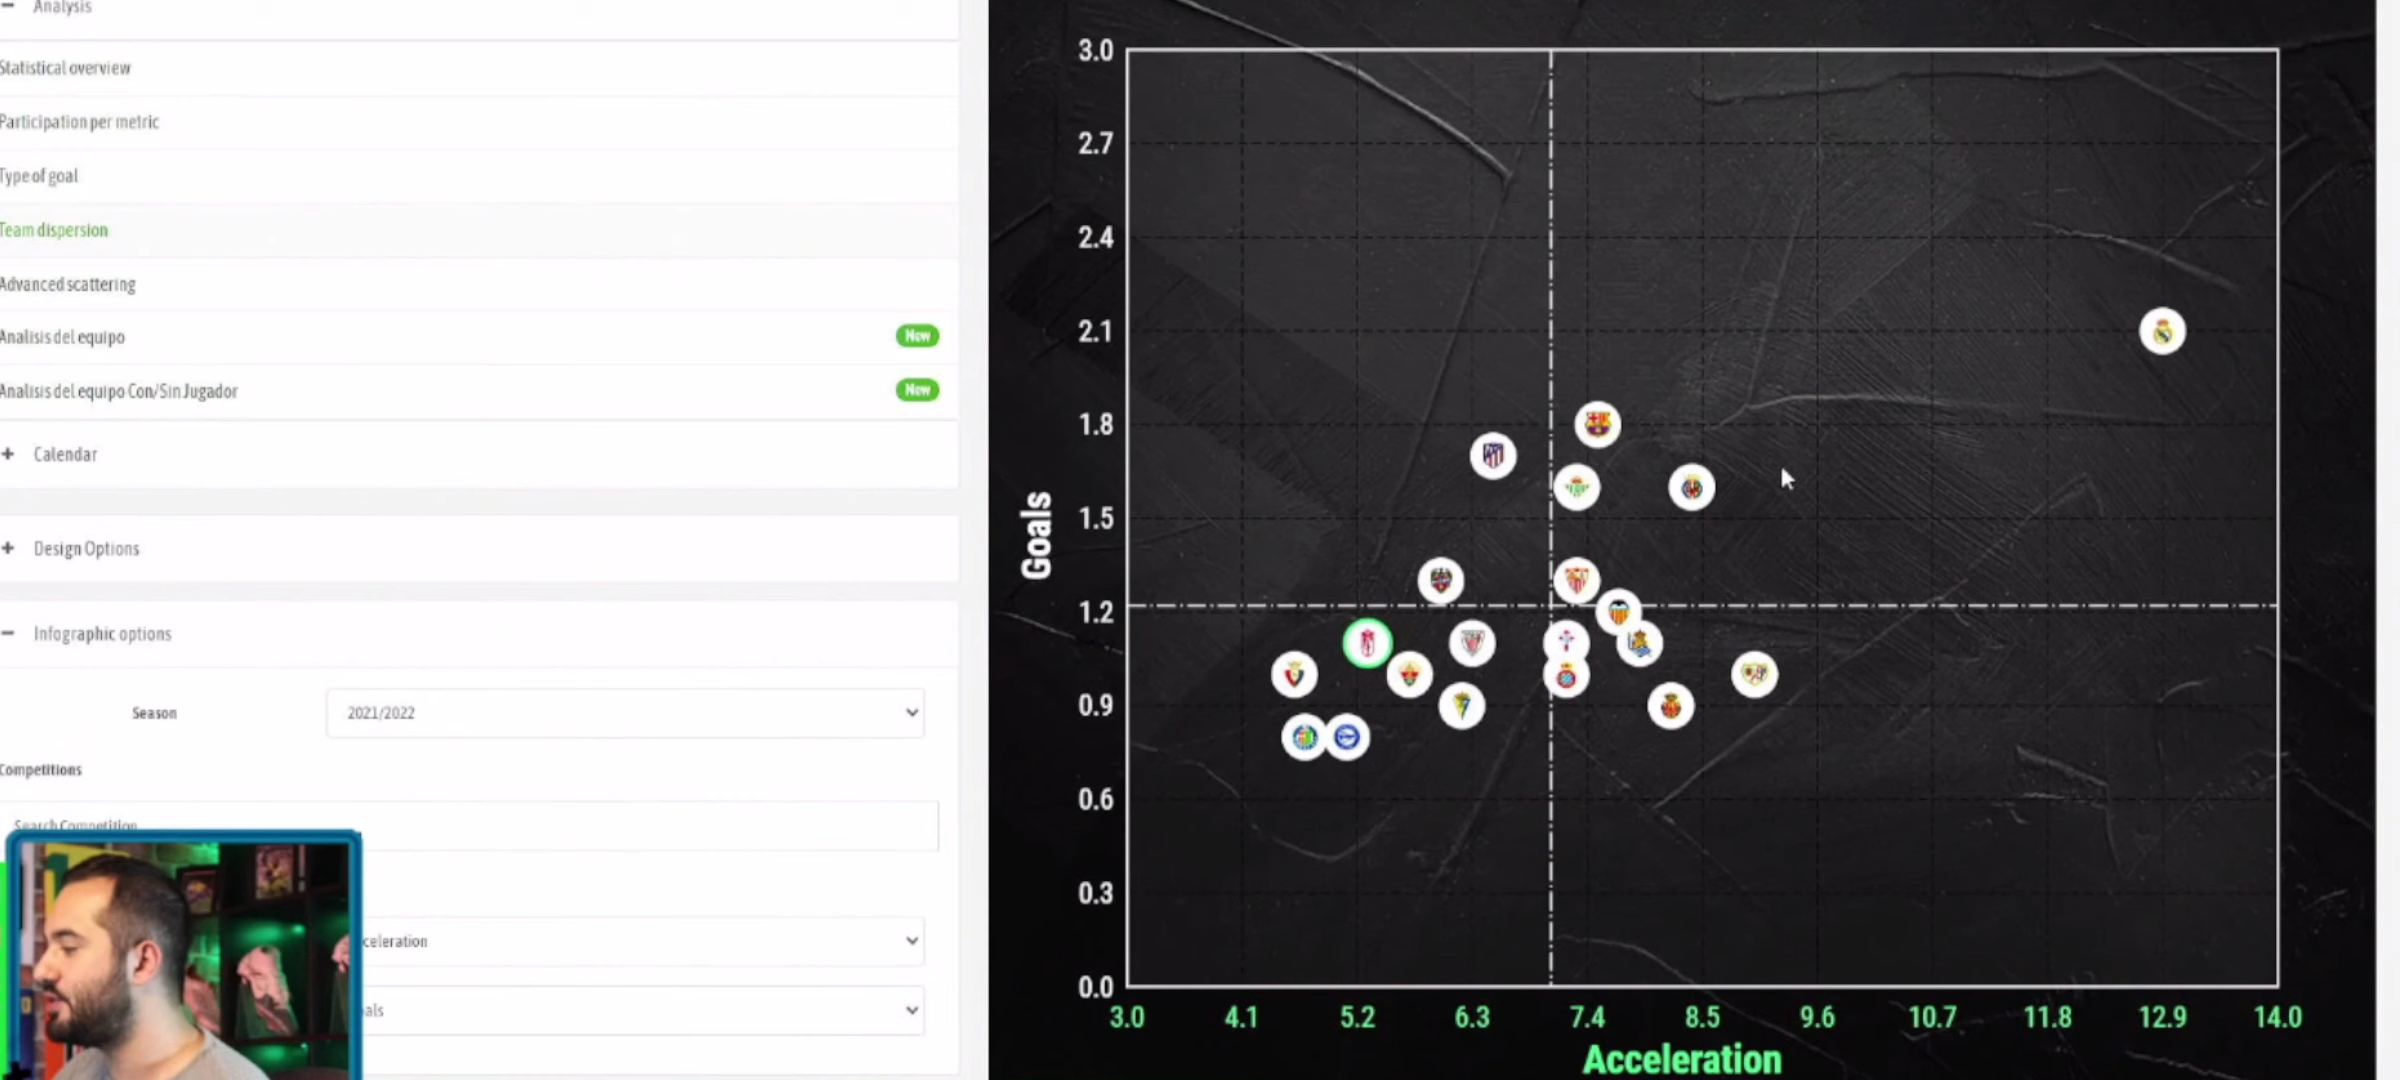 Analysis
Statistical overview
Participation per metric
Type of goal
Team dispersion
Advanced scattering
Analisis del equipo
New
Analisis del equipo Con/Sin Jugador
New
Calendar
Design Options
Infographic options
Season
2021/2022
Competitions
Search Competition
celeration
als
3.0
2.7
2.4
2.1
1.8
1.5
1.2
0.9
0.6
0.3
0.0
Goals
3.0 4.1 5.2 6.3 7.4 8.5 9.6 10.7 11.8 12.9 14.0
Acceleration